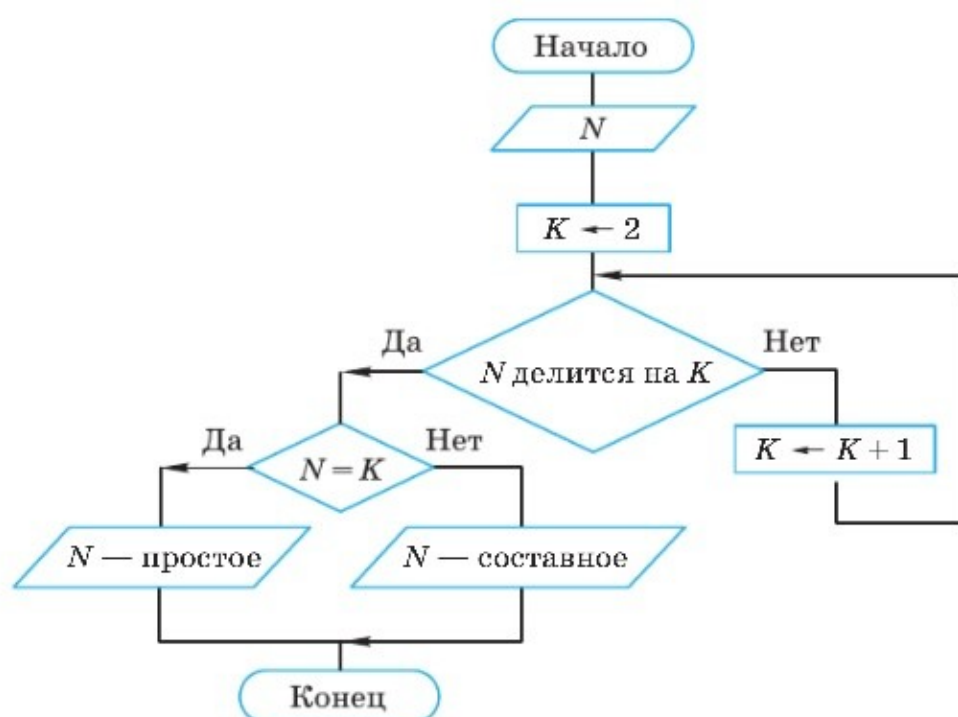 Начало
N
K ← 2
Да
Нет
N делится на K
Да
Нет
N = K
K ← K + 1
N — простое
N — составное
Конец